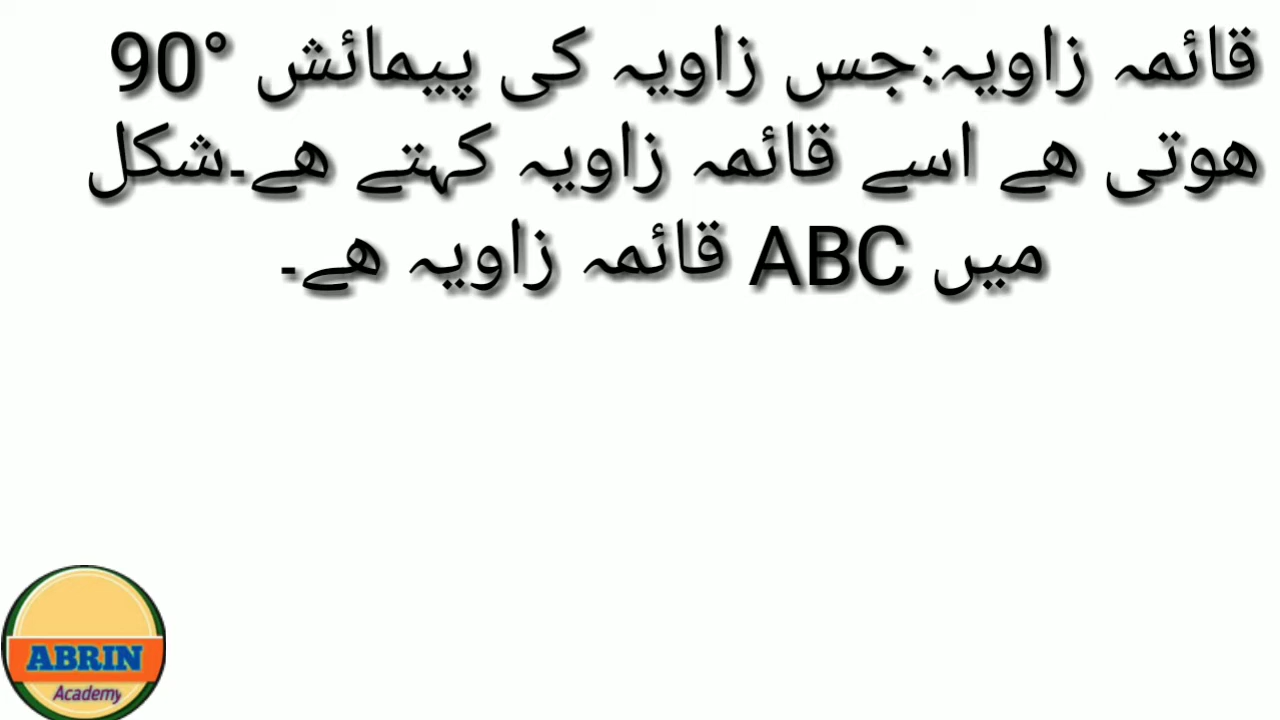 قائمہ زاویہ:جس زاویہ کی پیمائش °90
ھوتی ھے اسے قائمہ زاویہ کہتے ھے۔شکل
میں ABC قائمہ زاویہ ھے۔
ABRIN
Academy